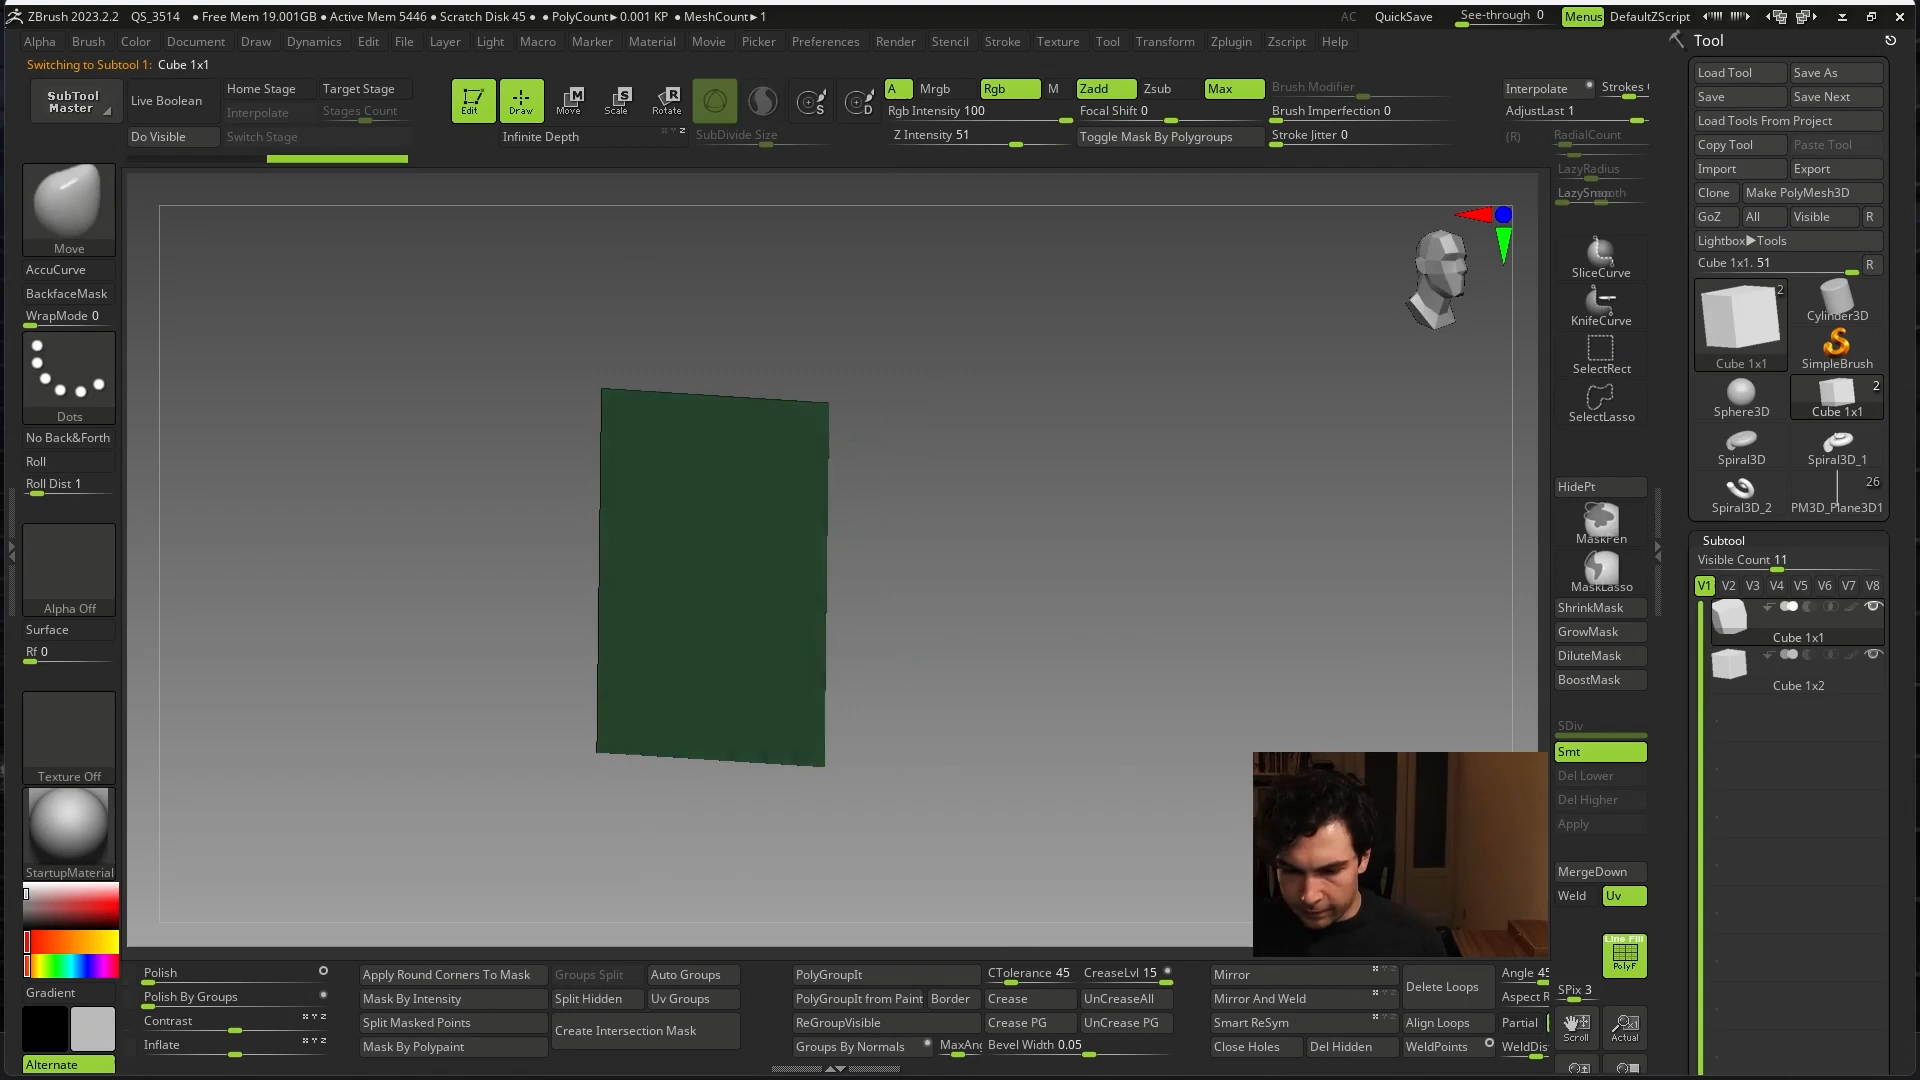 ZBrush 2023.2.2 QS_3514 ● Free Mem 19.001GB ● Active Mem 5446 ● Scratch Disk 45 ● ● PolyCount▶0.001 KP ● MeshCount▶1
AC QuickSave See-through 0 Menus DefaultZScript
Alpha Brush Color Document Draw Dynamics Edit File Layer Light Macro Marker Material Movie Picker Preferences Render Stencil Stroke Texture Tool Transform Zplugin Zscript Help
Switching to Subtool 1: Cube 1x1
SubTool Master
Live Boolean
Do Visible
Home Stage Target Stage
Interpolate Stages Count
Switch Stage
Edit Draw Move Scale Rotate
Infinite Depth
SubDivide Size
A Mrgb Rgb M Zadd Zsub Max Brush Modifier
Rgb Intensity 100 Focal Shift 0 Brush Imperfection 0
Z Intensity 51 Toggle Mask By Polygroups Stroke Jitter 0
Interpolate Strokes
AdjustLast 1
(R) RadialCount
LazyRadius
Move
AccuCurve
BackfaceMask
WrapMode 0
Dots
No Back&Forth
Roll
Roll Dist 1
Alpha Off
Surface
Rf 0
Texture Off
StartupMaterial
Gradient
Alternate
SliceCurve
KnifeCurve
SelectRect
SelectLasso
HidePt
MaskPen
MaskLasso
ShrinkMask
GrowMask
DiluteMask
BoostMask
SDiv
Smt
Del Lower
Del Higher
Apply
MergeDown
Weld Uv
Line Fill
PolyF
SPix 3
Scroll Actual
Tool
Load Tool Save As
Save Save Next
Load Tools From Project
Copy Tool Paste Tool
Import Export
Clone Make PolyMesh3D
GoZ All Visible R
Lightbox▶Tools
Cube 1x1. 51 R
2
Cube 1x1 Cylinder3D
SimpleBrush
Sphere3D Cube 1x1 2
Spiral3D Spiral3D_1
Spiral3D_2 PM3D_Plane3D1 26
Subtool
Visible Count 11
V1 V2 V3 V4 V5 V6 V7 V8
Cube 1x1
Cube 1x2
Polish
Polish By Groups
Contrast
Inflate
Apply Round Corners To Mask Groups Split Auto Groups
Mask By Intensity Split Hidden Uv Groups
Split Masked Points Create Intersection Mask
Mask By Polypaint
PolyGroupIt CTolerance 45 CreaseLvl 15
PolyGroupIt from Paint Border Crease UnCreaseAll
ReGroupVisible Crease PG UnCrease PG
Groups By Normals MaxAng Bevel Width 0.05
Mirror Delete Loops Angle 45
Mirror And Weld Aspect R
Smart ReSym Align Loops Partial
Close Holes Del Hidden WeldPoints WeldDis